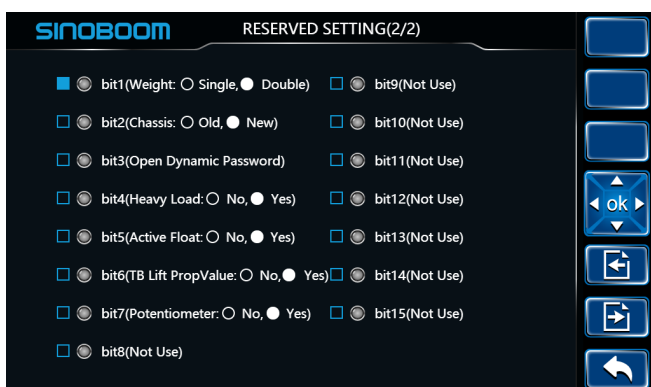 SINOBOOM
RESERVED SETTING(2/2)
bit1(Weight: Single, Double)
bit2(Chassis: Old, New)
bit3(Open Dynamic Password)
bit4(Heavy Load: No, Yes)
bit5(Active Float: No, Yes)
bit6(TB Lift PropValue: No, Yes)
bit7(Potentiometer: No, Yes)
bit8(Not Use)
bit9(Not Use)
bit10(Not Use)
bit11(Not Use)
bit12(Not Use)
bit13(Not Use)
bit14(Not Use)
bit15(Not Use)
ok